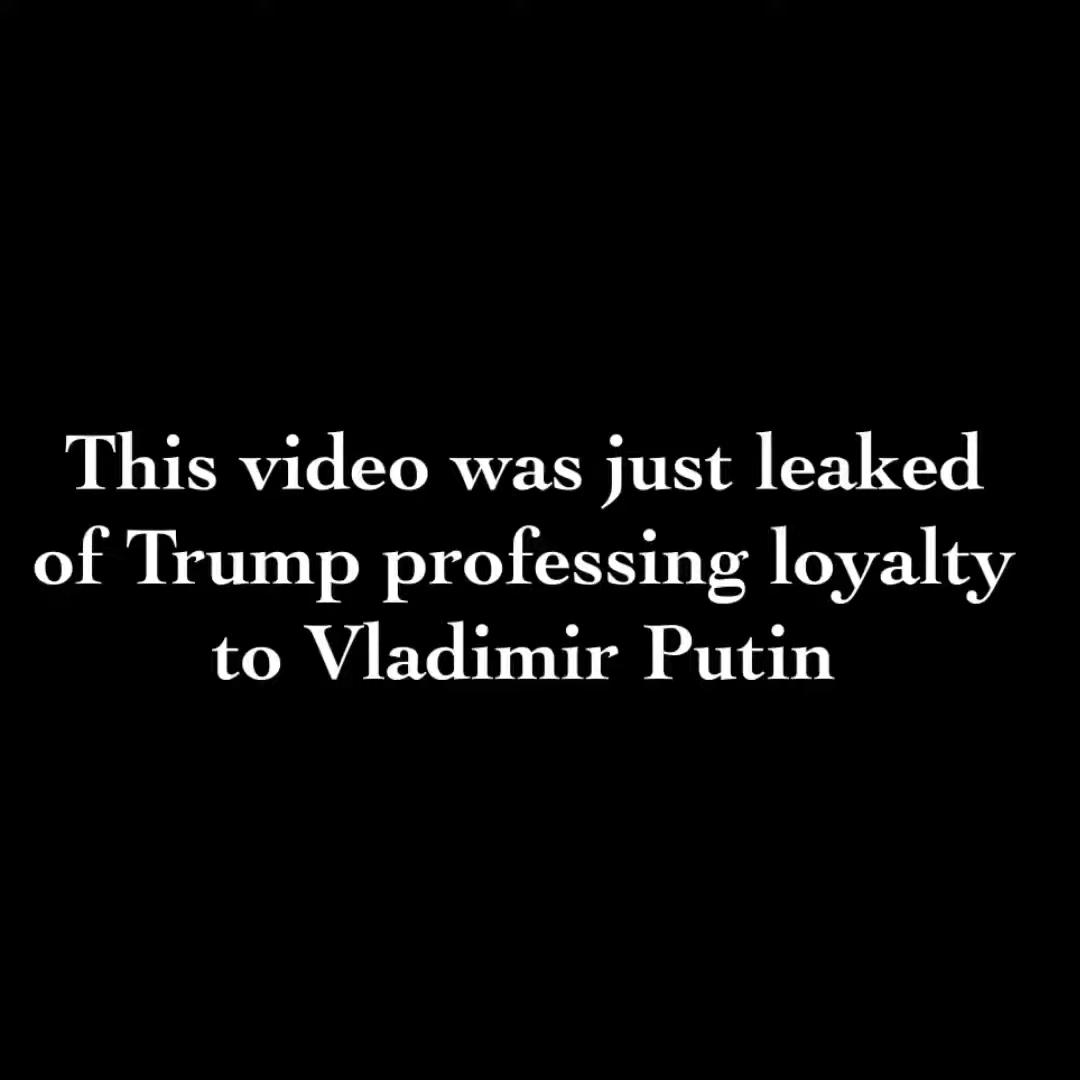 This video was just leaked
of Trump professing loyalty
to Vladimir Putin